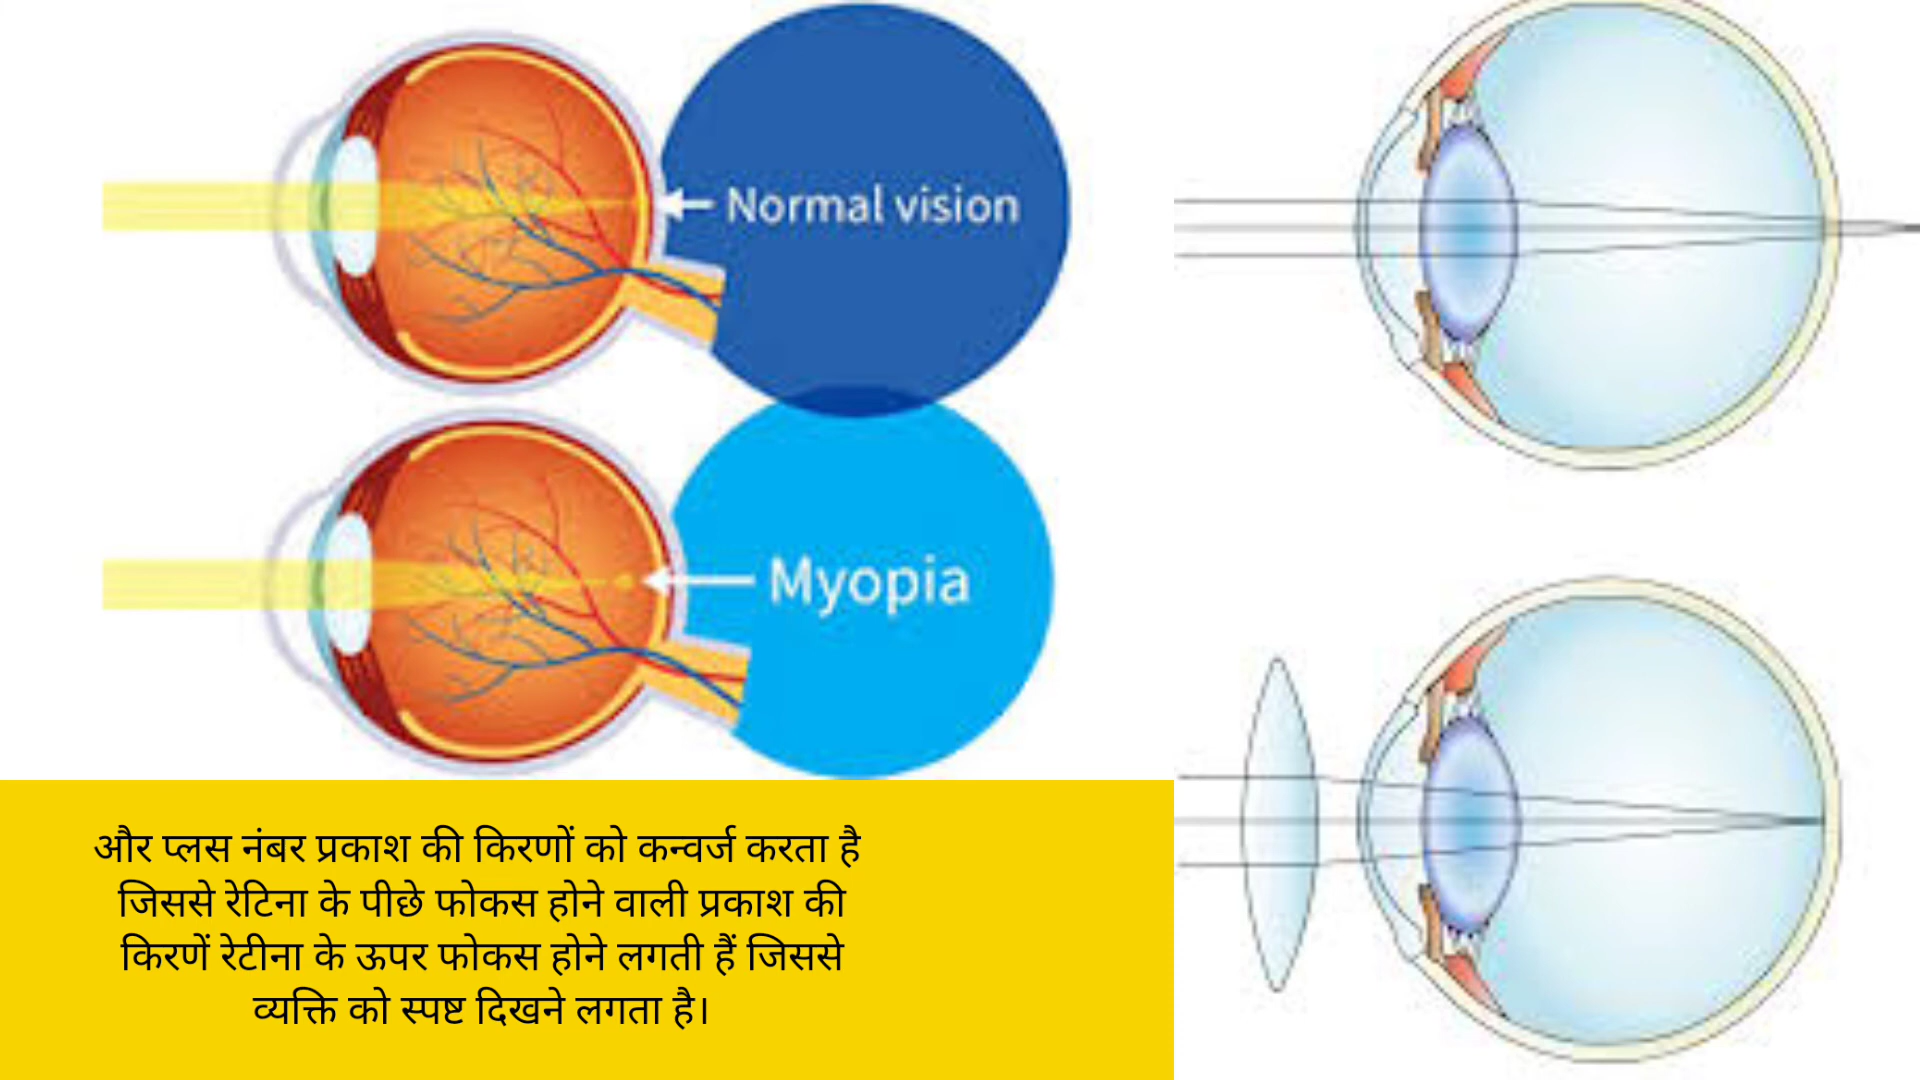 Normal vision
Myopia
और प्लस नंबर प्रकाश की किरणों को कन्वर्ज करता है
जिससे रेटिना के पीछे फोकस होने वाली प्रकाश की
किरणें रेटीना के ऊपर फोकस होने लगती हैं जिससे
व्यक्ति को स्पष्ट दिखने लगता है।